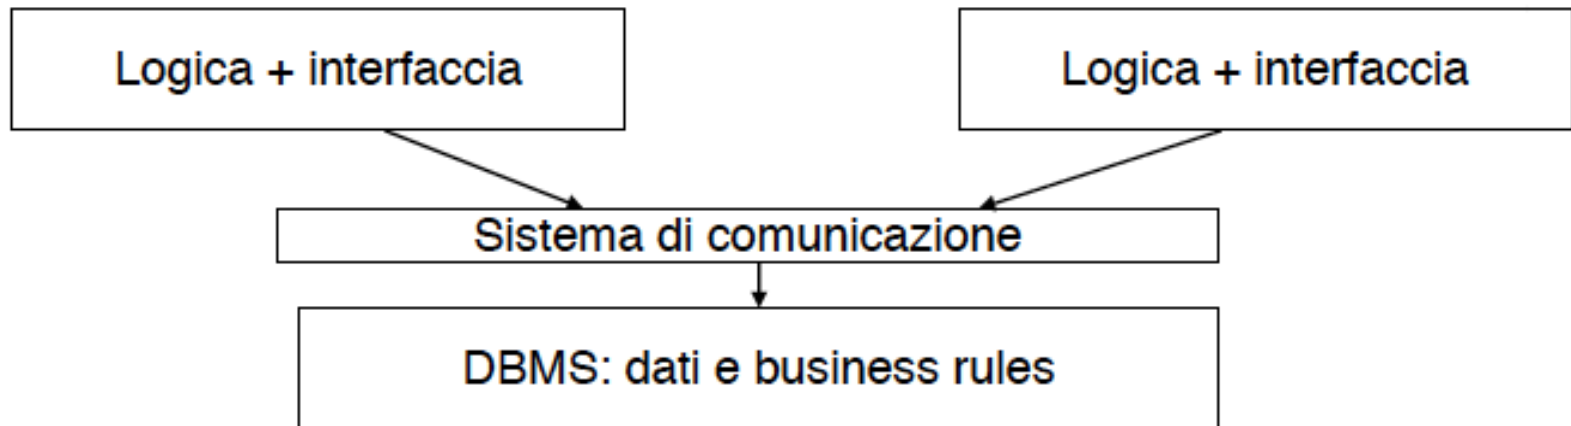 Logica + interfaccia
Logica + interfaccia
Sistema di comunicazione
DBMS: dati e business rules